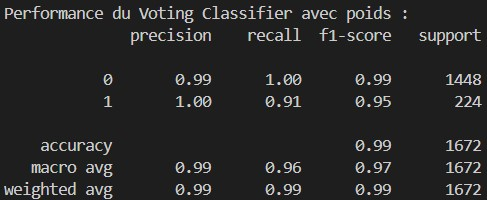 Performance du Voting Classifier avec poids :
precision recall f1-score support
0 0.99 1.00 0.99 1448
1 1.00 0.91 0.95 224
accuracy 0.99 1672
macro avg 0.99 0.96 0.97 1672
weighted avg 0.99 0.99 0.99 1672